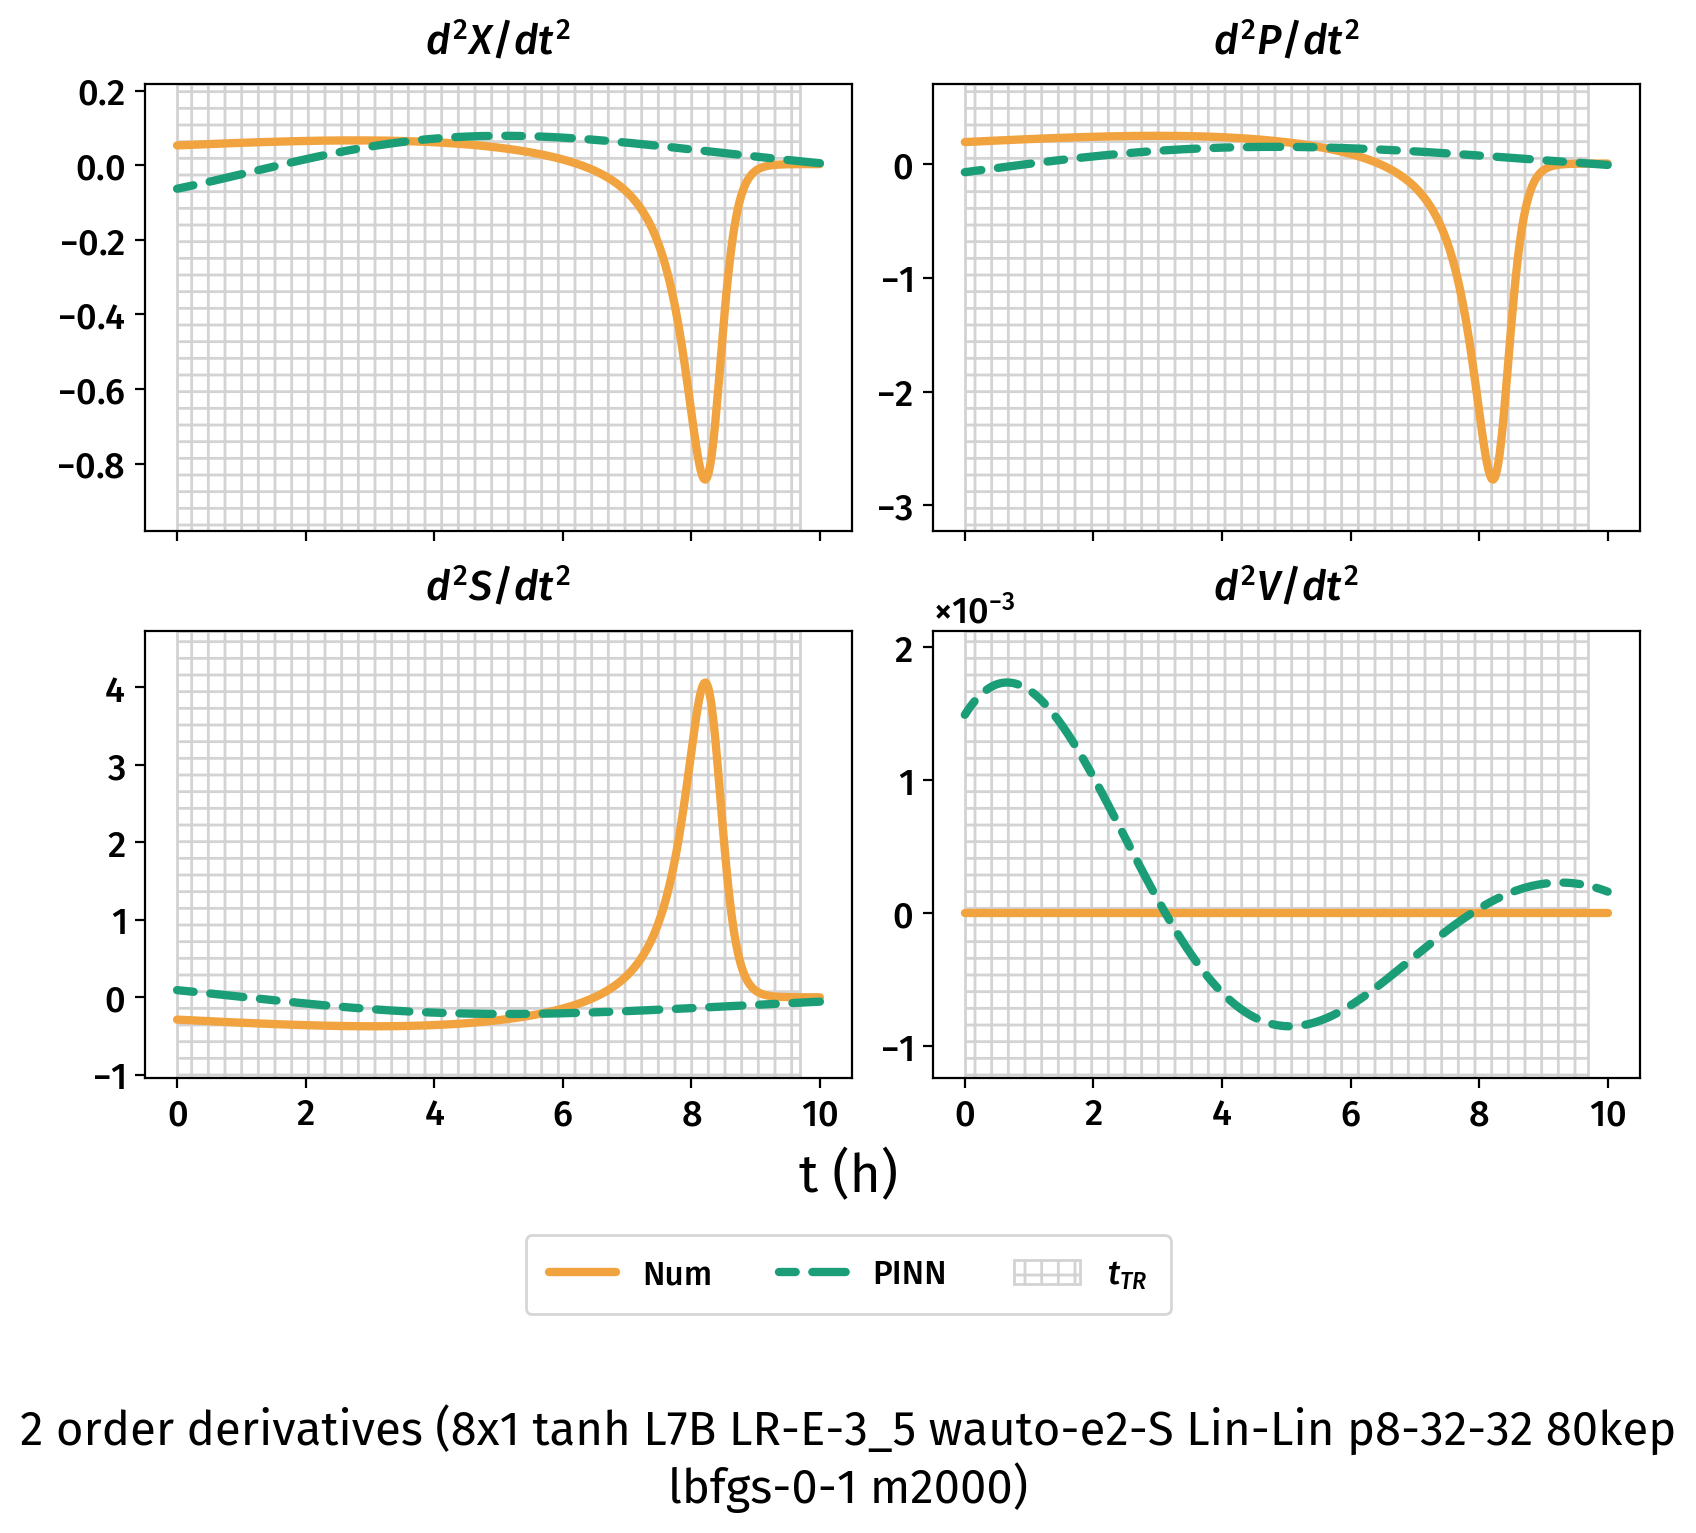 d²X/dt²
d²P/dt²
0.2
0.0
−0.2
−0.4
−0.6
−0.8
0
−1
−2
−3
d²S/dt²
d²V/dt²
×10⁻³
4
3
2
1
0
−1
2
1
0
−1
0 2 4 6 8 10
0 2 4 6 8 10
t (h)
Num PINN t_TR
2 order derivatives (8x1 tanh L7B LR-E-3_5 wauto-e2-S Lin-Lin p8-32-32 80kep
lbfgs-0-1 m2000)